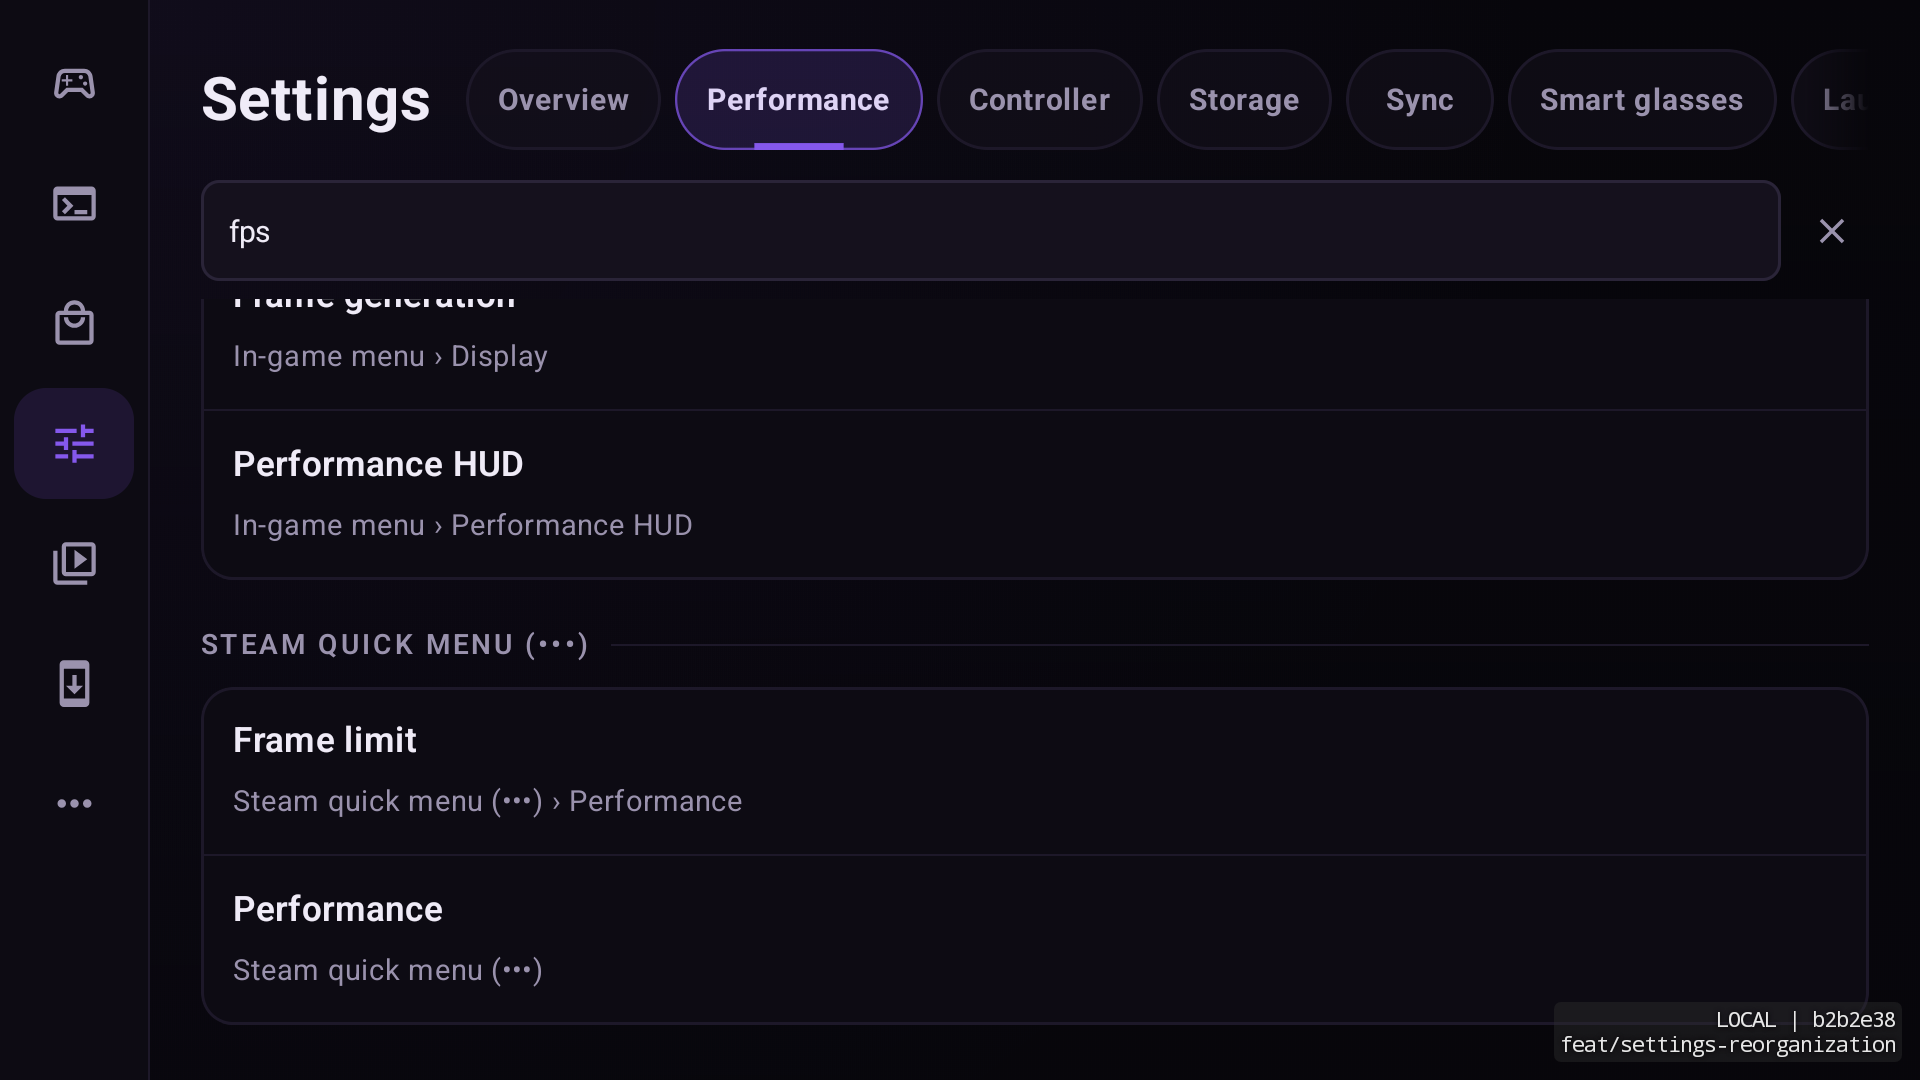 Settings
Overview
Performance
Controller
Storage
Sync
Smart glasses
fps
Frame generation
In-game menu › Display
Performance HUD
In-game menu › Performance HUD
STEAM QUICK MENU (•••)
Frame limit
Steam quick menu (•••) › Performance
Performance
Steam quick menu (•••)
LOCAL | b2b2e38
feat/settings-reorganization